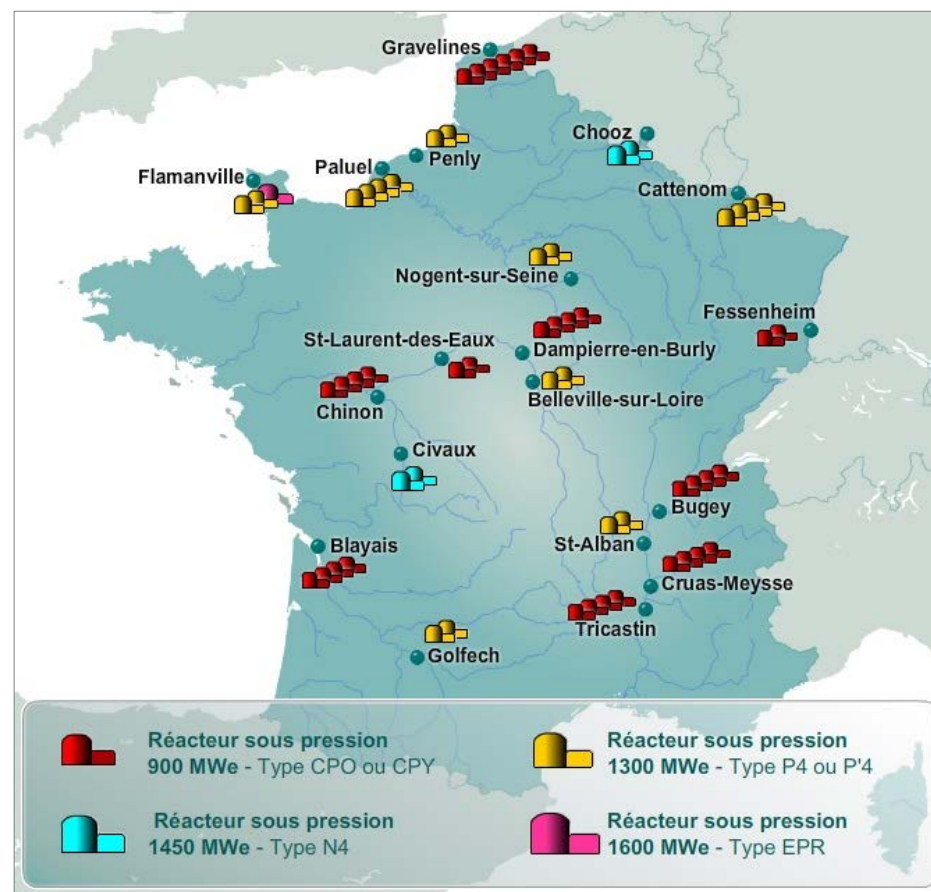 Gravelines
Chooz
Penly
Paluel
Flamanville
Cattenom
Nogent-sur-Seine
Fessenheim
St-Laurent-des-Eaux
Dampierre-en-Burly
Belleville-sur-Loire
Chinon
Civaux
Bugey
St-Alban
Blayais
Cruas-Meysse
Tricastin
Golfech
Réacteur sous pression
900 MWe - Type CPO ou CPY
Réacteur sous pression
1300 MWe - Type P4 ou P'4
Réacteur sous pression
1450 MWe - Type N4
Réacteur sous pression
1600 MWe - Type EPR